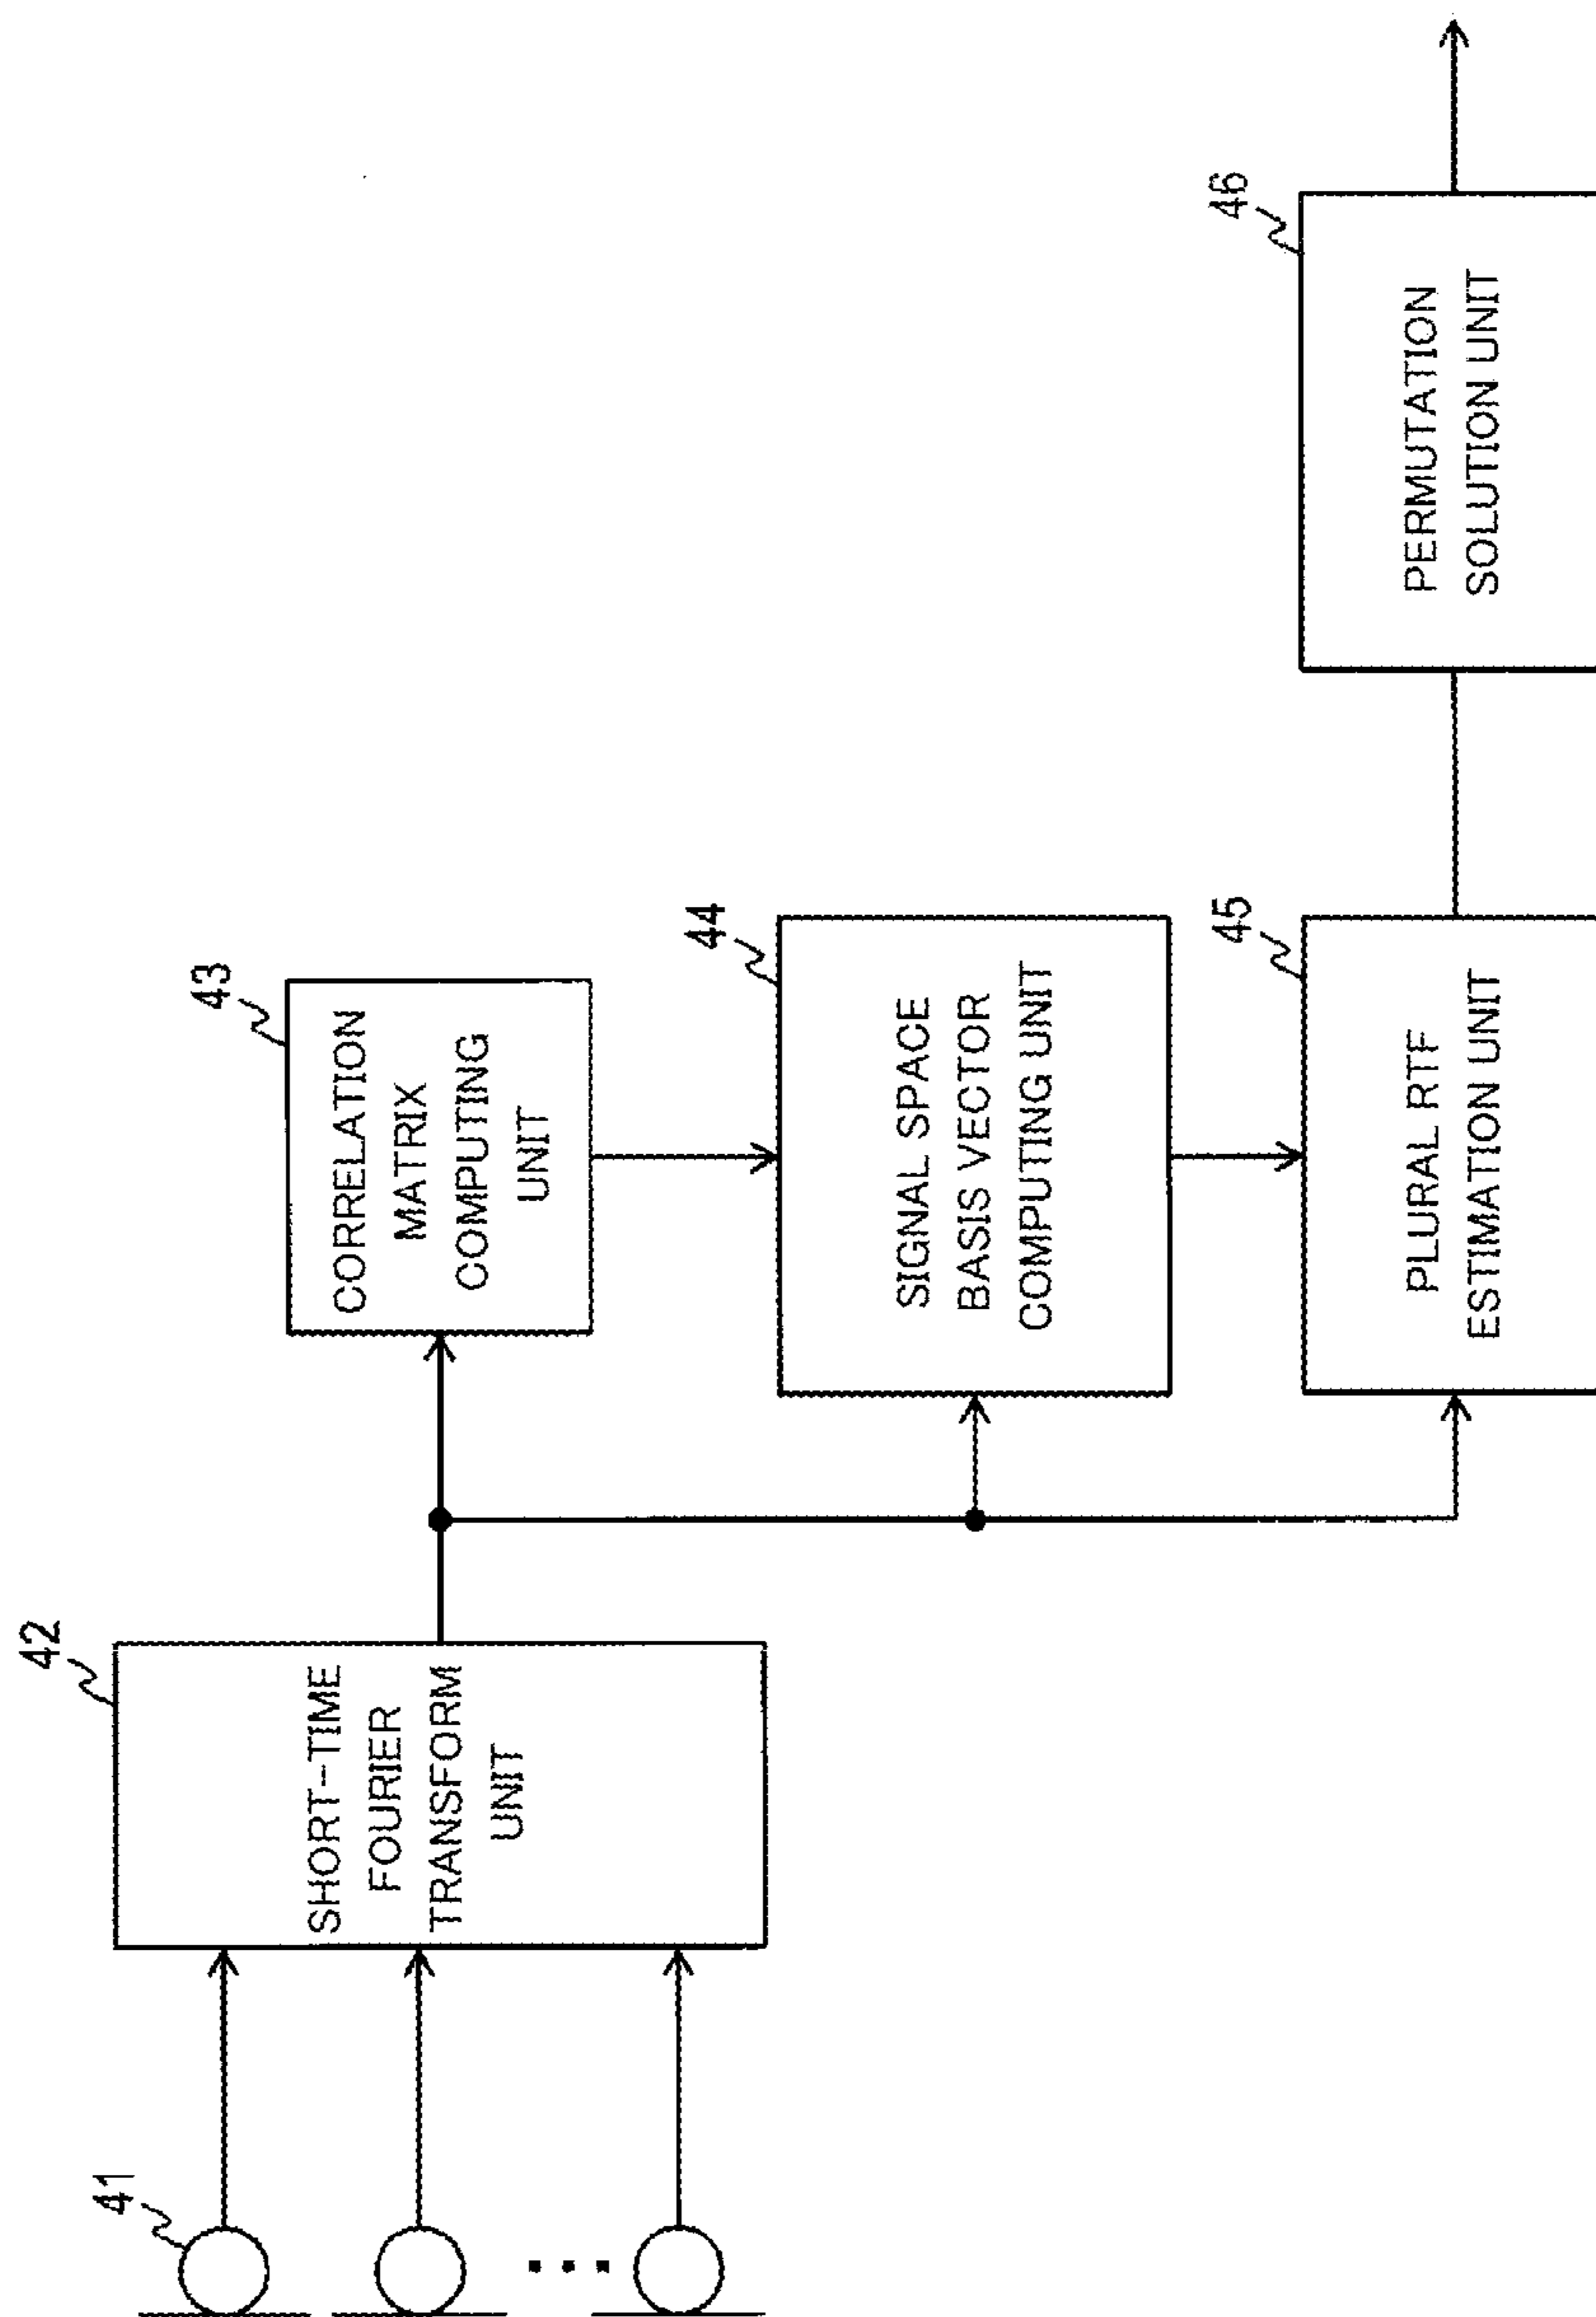 41
42
SHORT-TIME
FOURIER
TRANSFORM
UNIT
43
CORRELATION
MATRIX
COMPUTING
UNIT
44
SIGNAL SPACE
BASIS VECTOR
COMPUTING UNIT
45
PLURAL RTF
ESTIMATION UNIT
46
PERMUTATION
SOLUTION UNIT